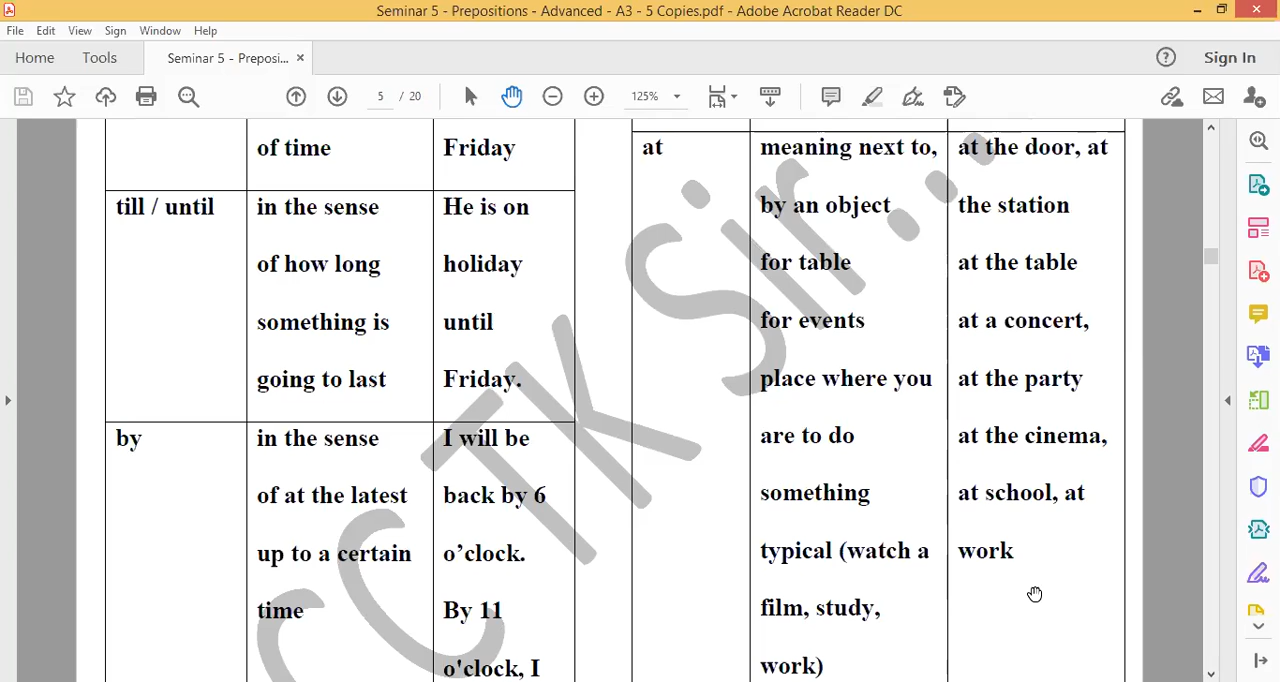 Seminar 5 - Prepositions - Advanced - A3 - 5 Copies.pdf - Adobe Acrobat Reader DC
File Edit View Sign Window Help
Home Tools Seminar 5 - Preposi... × Sign In
5 / 20 125%
of time Friday
till / until in the sense He is on
of how long holiday
something is until
going to last Friday.
by in the sense I will be
of at the latest back by 6
up to a certain o’clock.
time By 11
o'clock, I
at meaning next to, at the door, at
by an object the station
for table at the table
for events at a concert,
place where you at the party
are to do at the cinema,
something at school, at
typical (watch a work
film, study,
work)
CC TK Sir...